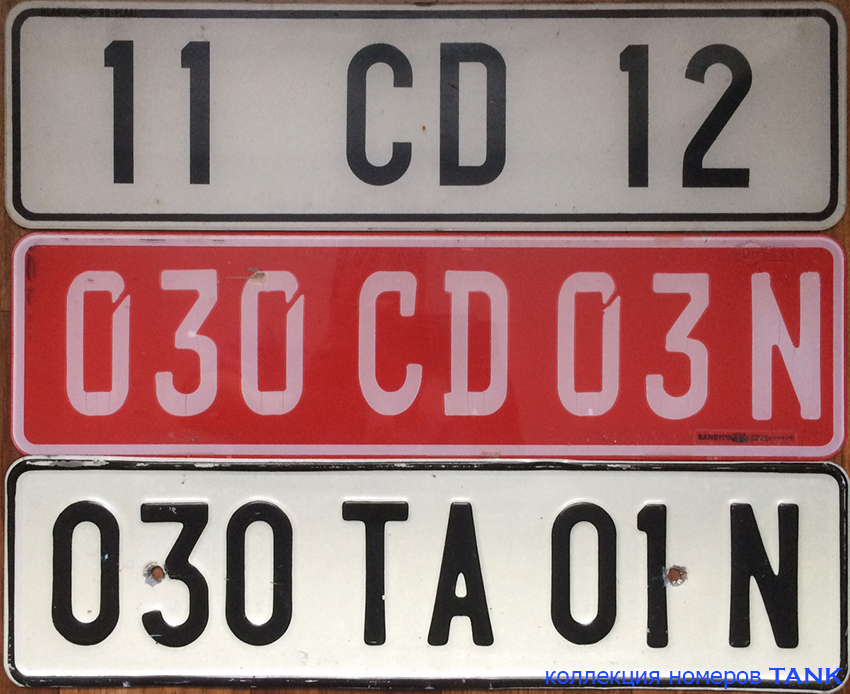 11 CD 12
030 CD 03 N
030 TA 01 N
коллекция номеров TANK